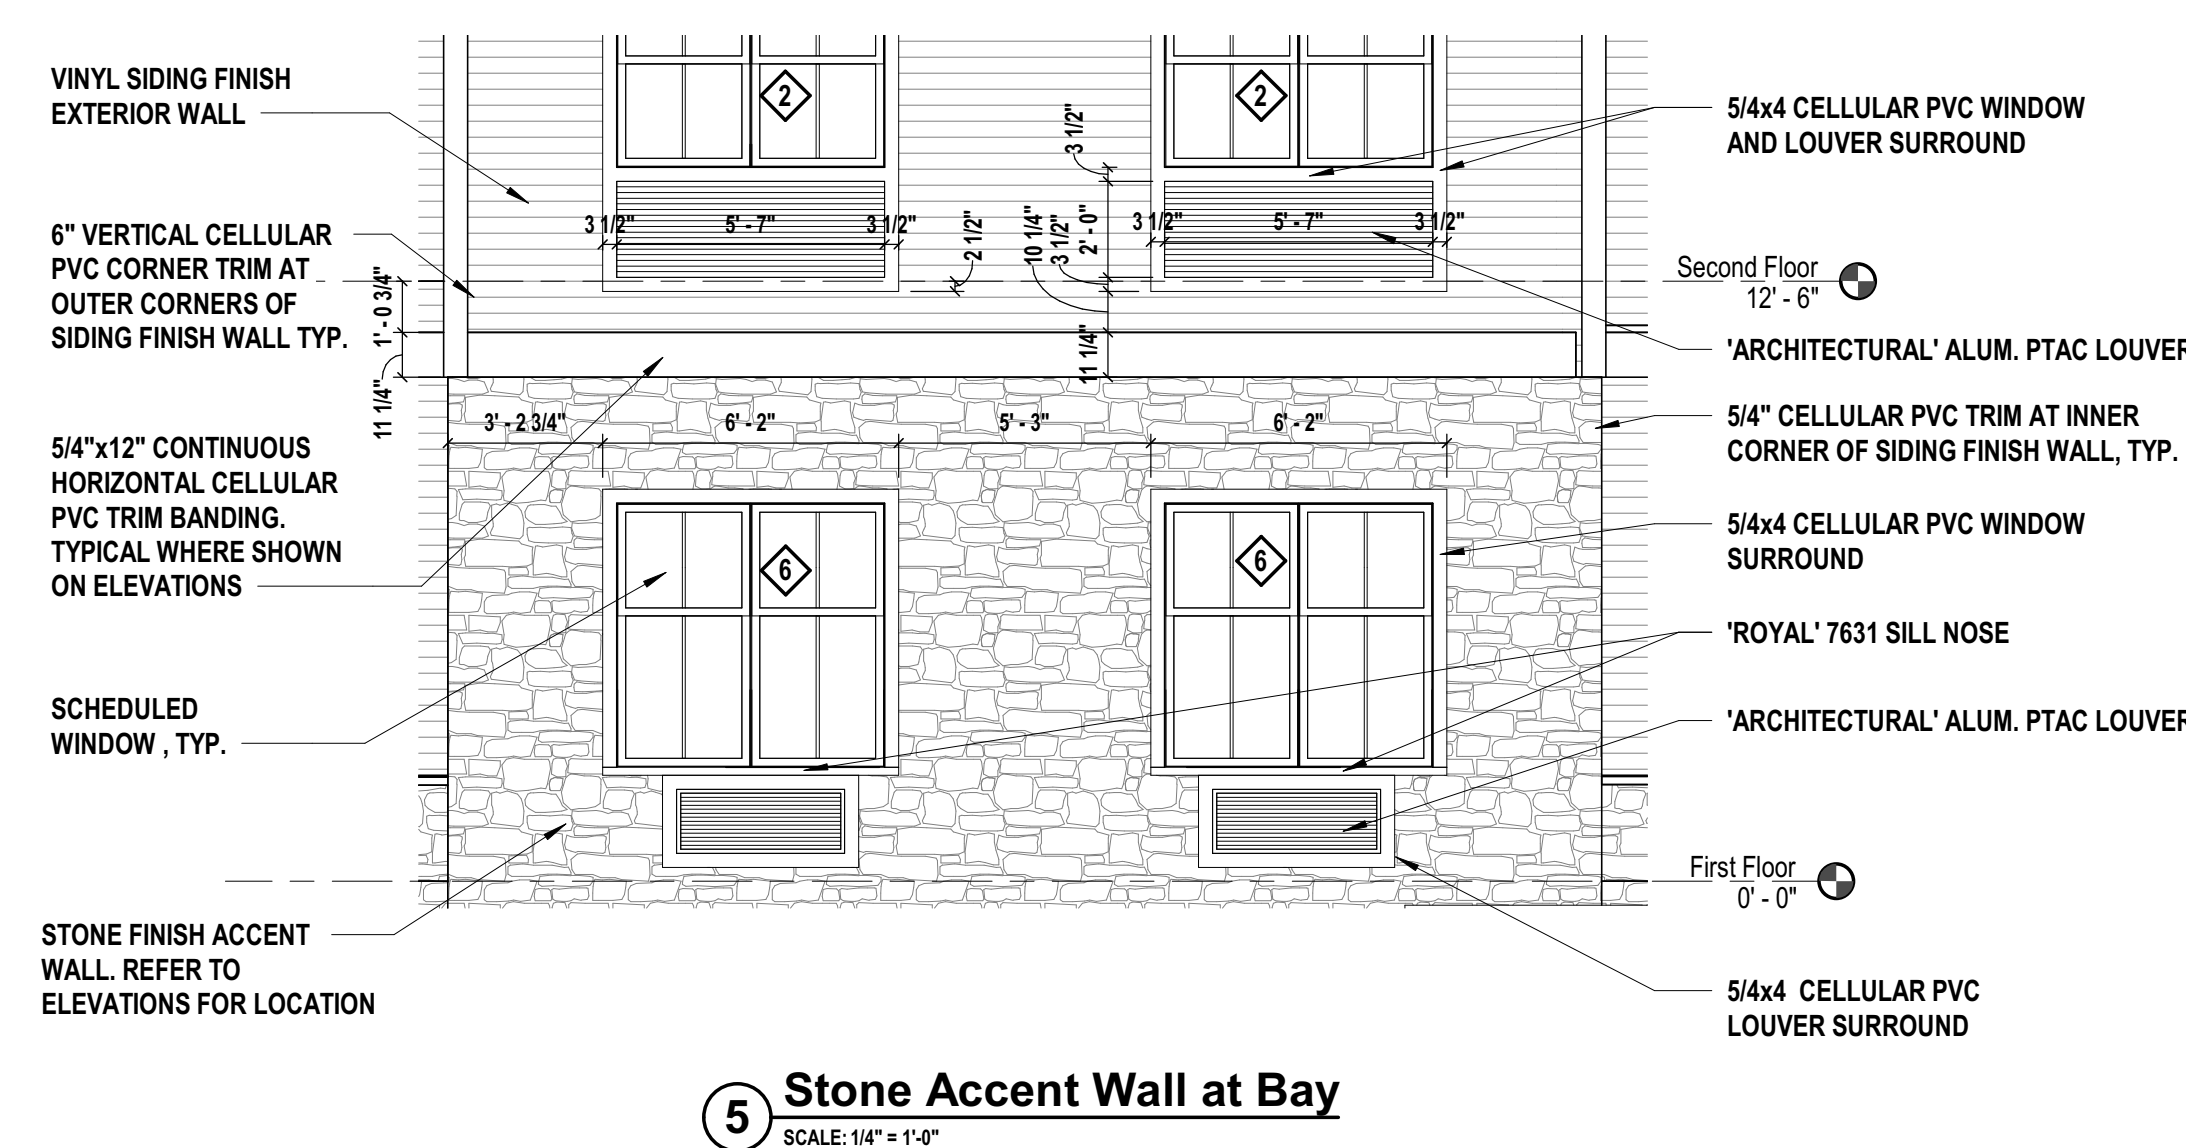 VINYL SIDING FINISH
EXTERIOR WALL
6" VERTICAL CELLULAR
PVC CORNER TRIM AT
OUTER CORNERS OF
SIDING FINISH WALL TYP.
5/4"x12" CONTINUOUS
HORIZONTAL CELLULAR
PVC TRIM BANDING.
TYPICAL WHERE SHOWN
ON ELEVATIONS
SCHEDULED
WINDOW , TYP.
STONE FINISH ACCENT
WALL. REFER TO
ELEVATIONS FOR LOCATION
1' - 0 3/4"
11 1/4"
2
2
3 1/2"
3 1/2"
5' - 7"
3 1/2"
2 1/2"
10 1/4"
3 1/2"
2' - 0"
3 1/2"
5' - 7"
3 1/2"
11 1/4"
3' - 2 3/4"
6' - 2"
5' - 3"
6' - 2"
6
6
5/4x4 CELLULAR PVC WINDOW
AND LOUVER SURROUND
Second Floor
12' - 6"
'ARCHITECTURAL' ALUM. PTAC LOUVER
5/4" CELLULAR PVC TRIM AT INNER
CORNER OF SIDING FINISH WALL, TYP.
5/4x4 CELLULAR PVC WINDOW
SURROUND
'ROYAL' 7631 SILL NOSE
'ARCHITECTURAL' ALUM. PTAC LOUVER
First Floor
0' - 0"
5/4x4 CELLULAR PVC
LOUVER SURROUND
5
Stone Accent Wall at Bay
SCALE: 1/4" = 1'-0"